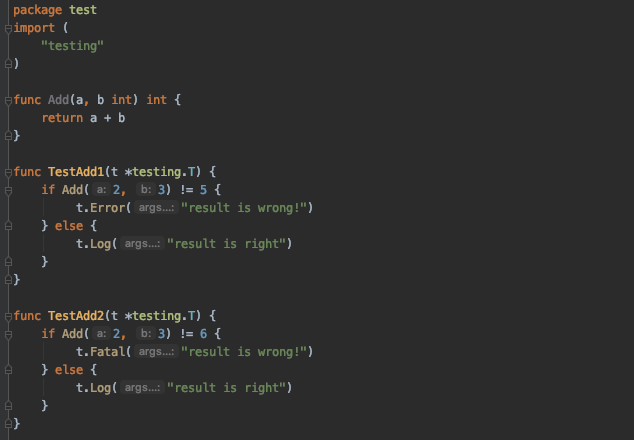 package test
import (
    "testing"
)

func Add(a, b int) int {
    return a + b
}

func TestAdd1(t *testing.T) {
    if Add( a: 2,  b: 3) != 5 {
        t.Error( args...: "result is wrong!")
    } else {
        t.Log( args...: "result is right")
    }
}

func TestAdd2(t *testing.T) {
    if Add( a: 2,  b: 3) != 6 {
        t.Fatal( args...: "result is wrong!")
    } else {
        t.Log( args...: "result is right")
    }
}